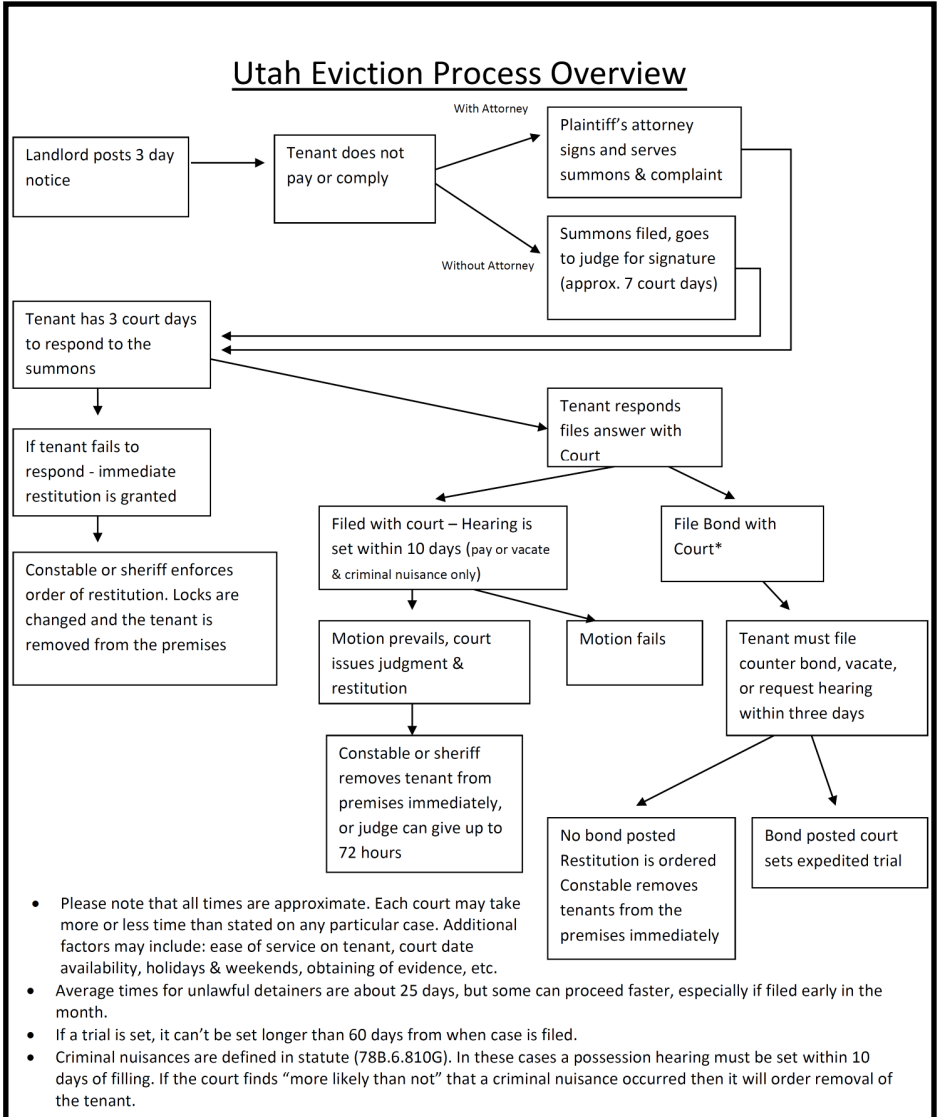 Utah Eviction Process Overview
With Attorney
Landlord posts 3 day
notice
Tenant does not
pay or comply
Plaintiff’s attorney
signs and serves
summons & complaint
Without Attorney
Summons filed, goes
to judge for signature
(approx. 7 court days)
Tenant has 3 court days
to respond to the
summons
Tenant responds
files answer with
Court
If tenant fails to
respond - immediate
restitution is granted
Filed with court – Hearing is
set within 10 days (pay or vacate
& criminal nuisance only)
File Bond with
Court*
Constable or sheriff enforces
order of restitution. Locks are
changed and the tenant is
removed from the premises
Motion prevails, court
issues judgment &
restitution
Motion fails
Tenant must file
counter bond, vacate,
or request hearing
within three days
Constable or sheriff
removes tenant from
premises immediately,
or judge can give up to
72 hours
No bond posted
Restitution is ordered
Constable removes
tenants from the
premises immediately
Bond posted court
sets expedited trial
• Please note that all times are approximate. Each court may take
more or less time than stated on any particular case. Additional
factors may include: ease of service on tenant, court date
availability, holidays & weekends, obtaining of evidence, etc.
• Average times for unlawful detainers are about 25 days, but some can proceed faster, especially if filed early in the
month.
• If a trial is set, it can’t be set longer than 60 days from when case is filed.
• Criminal nuisances are defined in statute (78B.6.810G). In these cases a possession hearing must be set within 10
days of filling. If the court finds “more likely than not” that a criminal nuisance occurred then it will order removal of
the tenant.